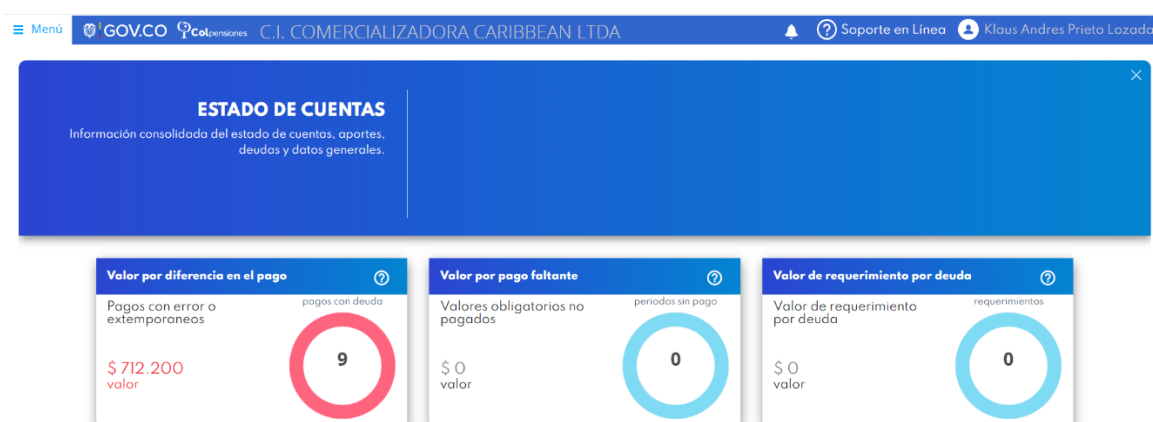 Menú GOV.CO Colpensiones C.I. COMERCIALIZADORA CARIBBEAN LTDA Soporte en Línea Klaus Andres Prieto Lozada
ESTADO DE CUENTAS
Información consolidada del estado de cuentas, aportes,
deudas y datos generales.
Valor por diferencia en el pago
Pagos con error o
extemporaneos
pagos con deuda
9
$ 712.200
valor
Valor por pago faltante
Valores obligatorios no
pagados
periodos sin pago
0
$ 0
valor
Valor de requerimiento por deuda
Valor de requerimiento
por deuda
requerimientos
0
$ 0
valor